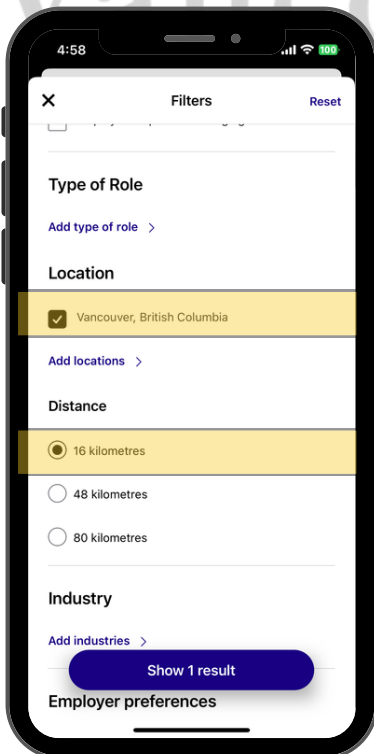 4:58
100
Filters
Reset
Type of Role
Add type of role >
Location
Vancouver, British Columbia
Add locations >
Distance
16 kilometres
48 kilometres
80 kilometres
Industry
Add industries >
Show 1 result
Employer preferences